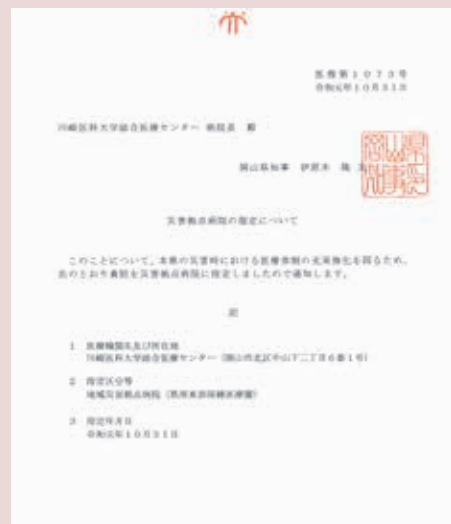 医推第1073号
令和元年10月31日
川崎医科大学総合医療センター 病院長 殿
岡山県知事 伊原木 隆太
災害拠点病院の指定について
このことについて、本県の災害時における医療体制の充実強化を図るため、
次のとおり貴院を災害拠点病院に指定しましたので通知します。
記
1 医療機関名及び所在地
川崎医科大学総合医療センター（岡山市北区中山下二丁目6番1号）
2 指定区分等
地域災害拠点病院（県南東部保健医療圏）
3 指定年月日
令和元年10月31日